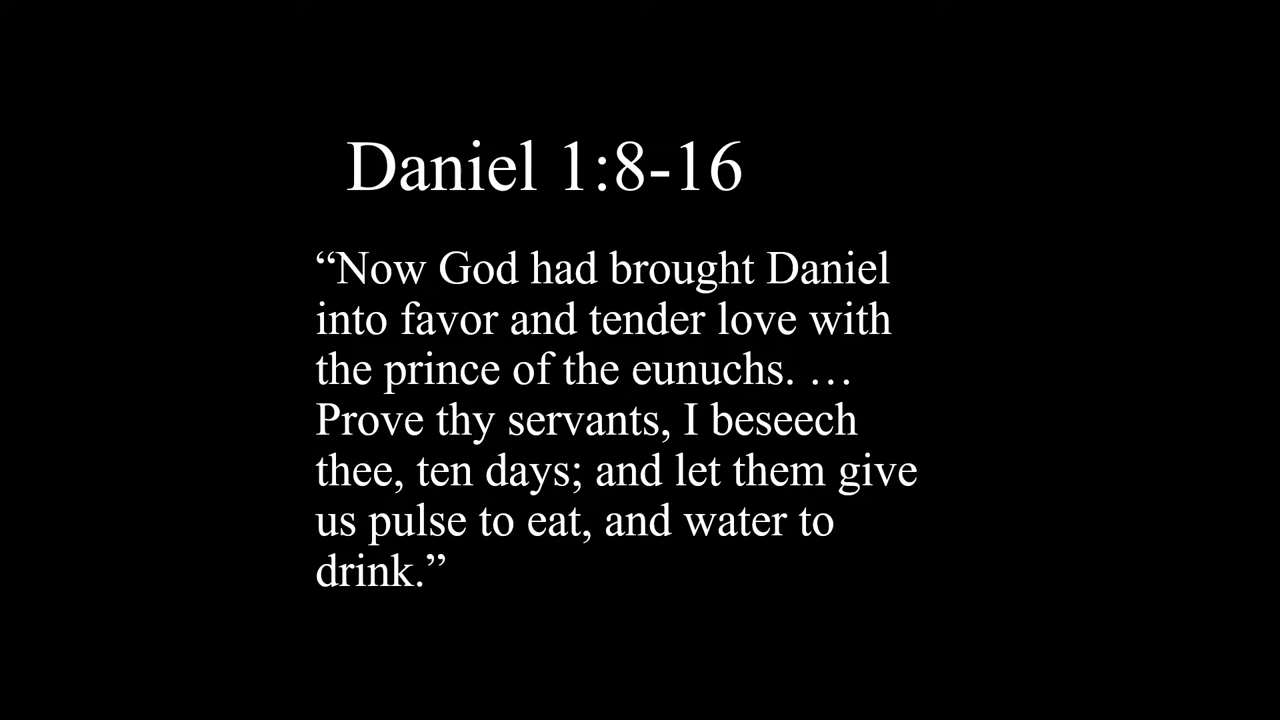 Daniel 1:8-16
“Now God had brought Daniel
into favor and tender love with
the prince of the eunuchs. …
Prove thy servants, I beseech
thee, ten days; and let them give
us pulse to eat, and water to
drink.”